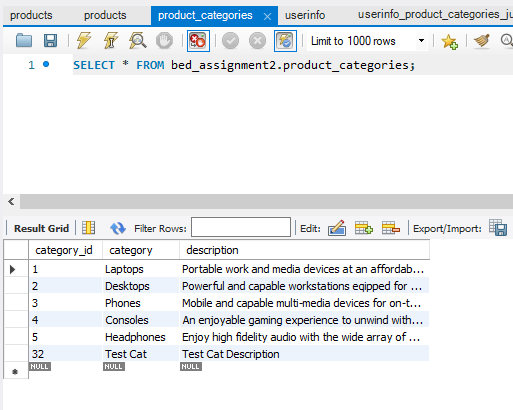 products products product_categories userinfo userinfo_product_categories_ju
Limit to 1000 rows
1 SELECT * FROM bed_assignment2.product_categories;
Result Grid Filter Rows: Edit: Export/Import:
category_id category description
1 Laptops Portable work and media devices at an affordab...
2 Desktops Powerful and capable workstations eqipped for ...
3 Phones Mobile and capable multi-media devices for on-t...
4 Consoles An enjoyable gaming experience to unwind with...
5 Headphones Enjoy high fidelity audio with the wide array of ...
32 Test Cat Test Cat Description
NULL NULL NULL